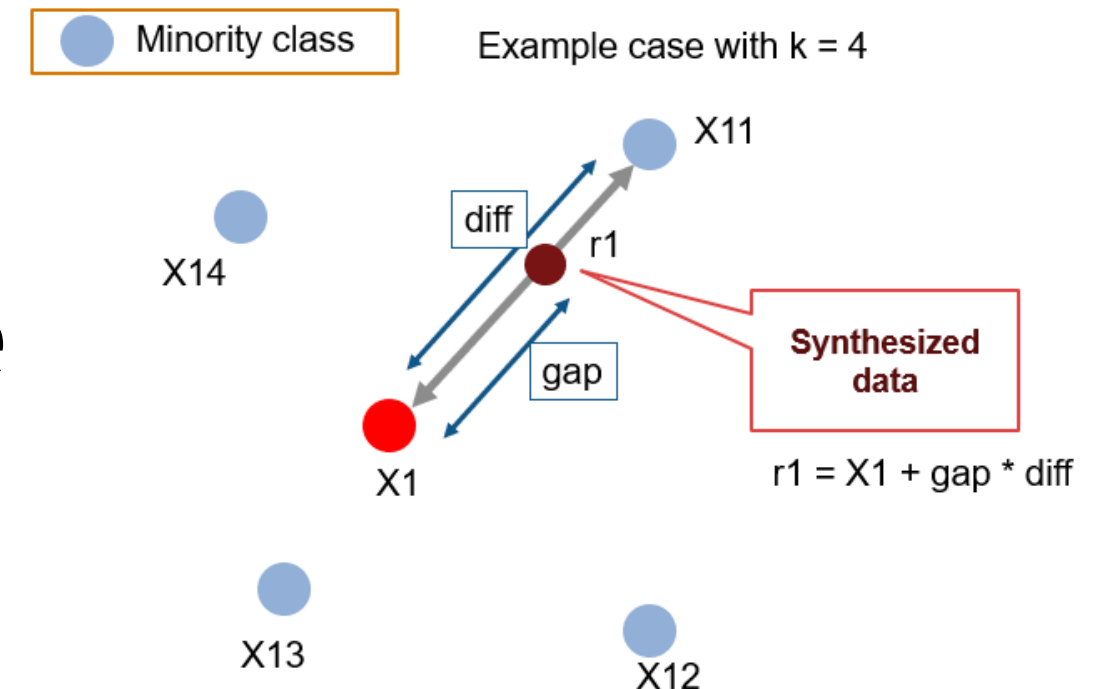 Minority class
Example case with k = 4
X11
diff
r1
X14
Synthesized
data
gap
X1
r1 = X1 + gap * diff
X13
X12